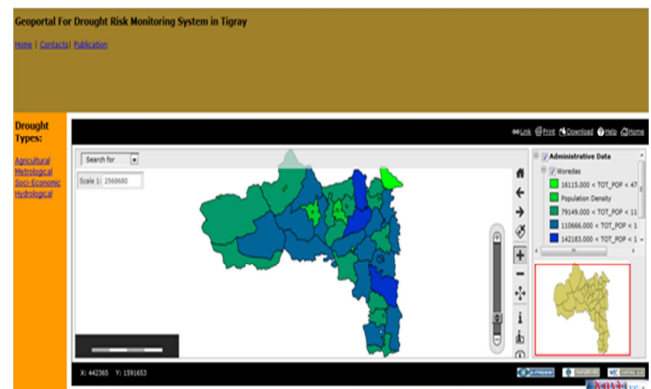 Geoportal For Drought Risk Monitoring System in Tigray
Home | Contacts| Publication
Drought
Types:
Agricultural
Metrological
Soci-Economic
Hydrological
Link Print Download Help Home
Search for
Scale 1: 2568680
Administrative Data
Woredas
16115.000 < TOT_POP < 47
Population Density
79149.000 < TOT_POP < 11
110666.000 < TOT_POP < 1
142183.000 < TOT_POP < 1
X: 442365 Y: 1591653